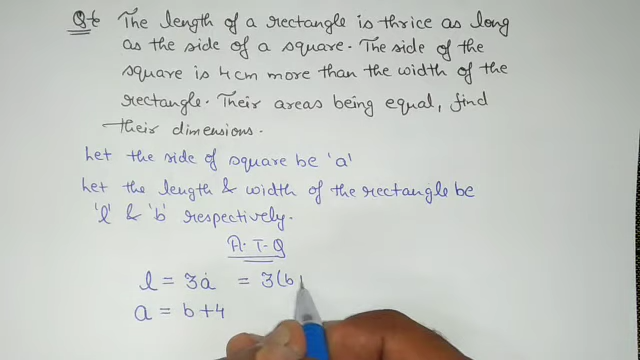 Q.6 The length of a rectangle is thrice as long
as the side of a square. The side of the
square is 4cm more than the width of the
rectangle. Their areas being equal, find
their dimensions.
Let the side of square be 'a'
Let the length & width of the rectangle be
'l' & 'b' respectively.
A.T.Q
l = 3a = 3(b
a = b+4